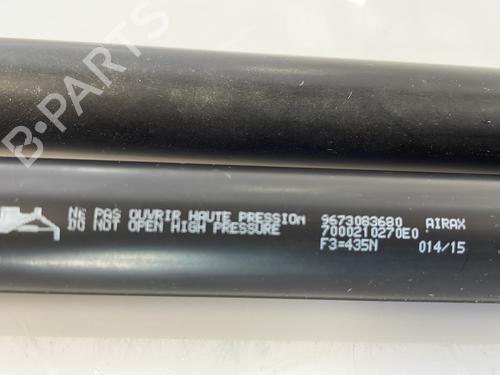 B-PARTS
NE PAS OUVRIR HAUTE PRESSION
DO NOT OPEN HIGH PRESSURE
9673083680 AIRAX
7000210270E0
F3=435N 014/15